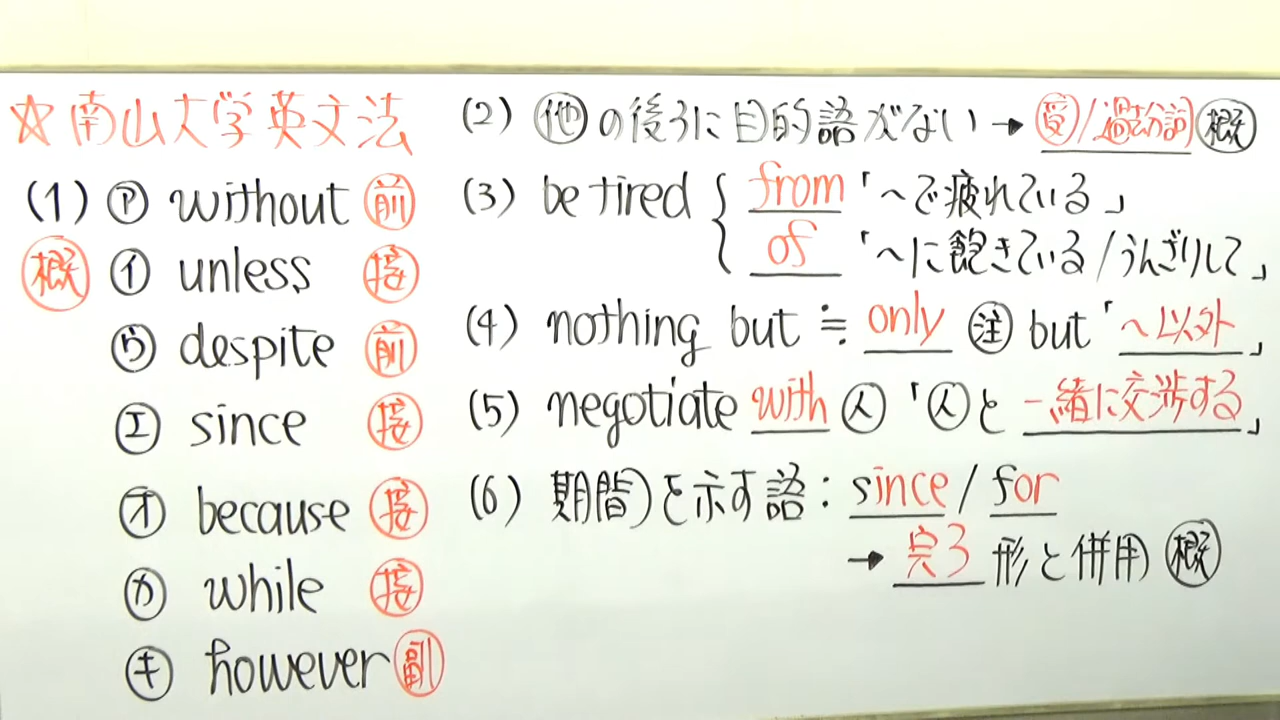 ☆南山大学英文法
(1) ㋐ without 前
概 ㋑ unless 接
㋒ despite 前
㋓ since 接
㋔ because 接
㋕ while 接
㋖ however 副
(2) 他の後ろに目的語がない → 受/過去分詞 概
(3) be tired { from 「～で疲れている」
of 「～に飽きている/うんざりして」
(4) nothing but ≒ only 注 but「～以外」
(5) negotiate with 人 「人と一緒に交渉する」
(6) 期間を示す語 : since / for
→ 完了形と併用 概